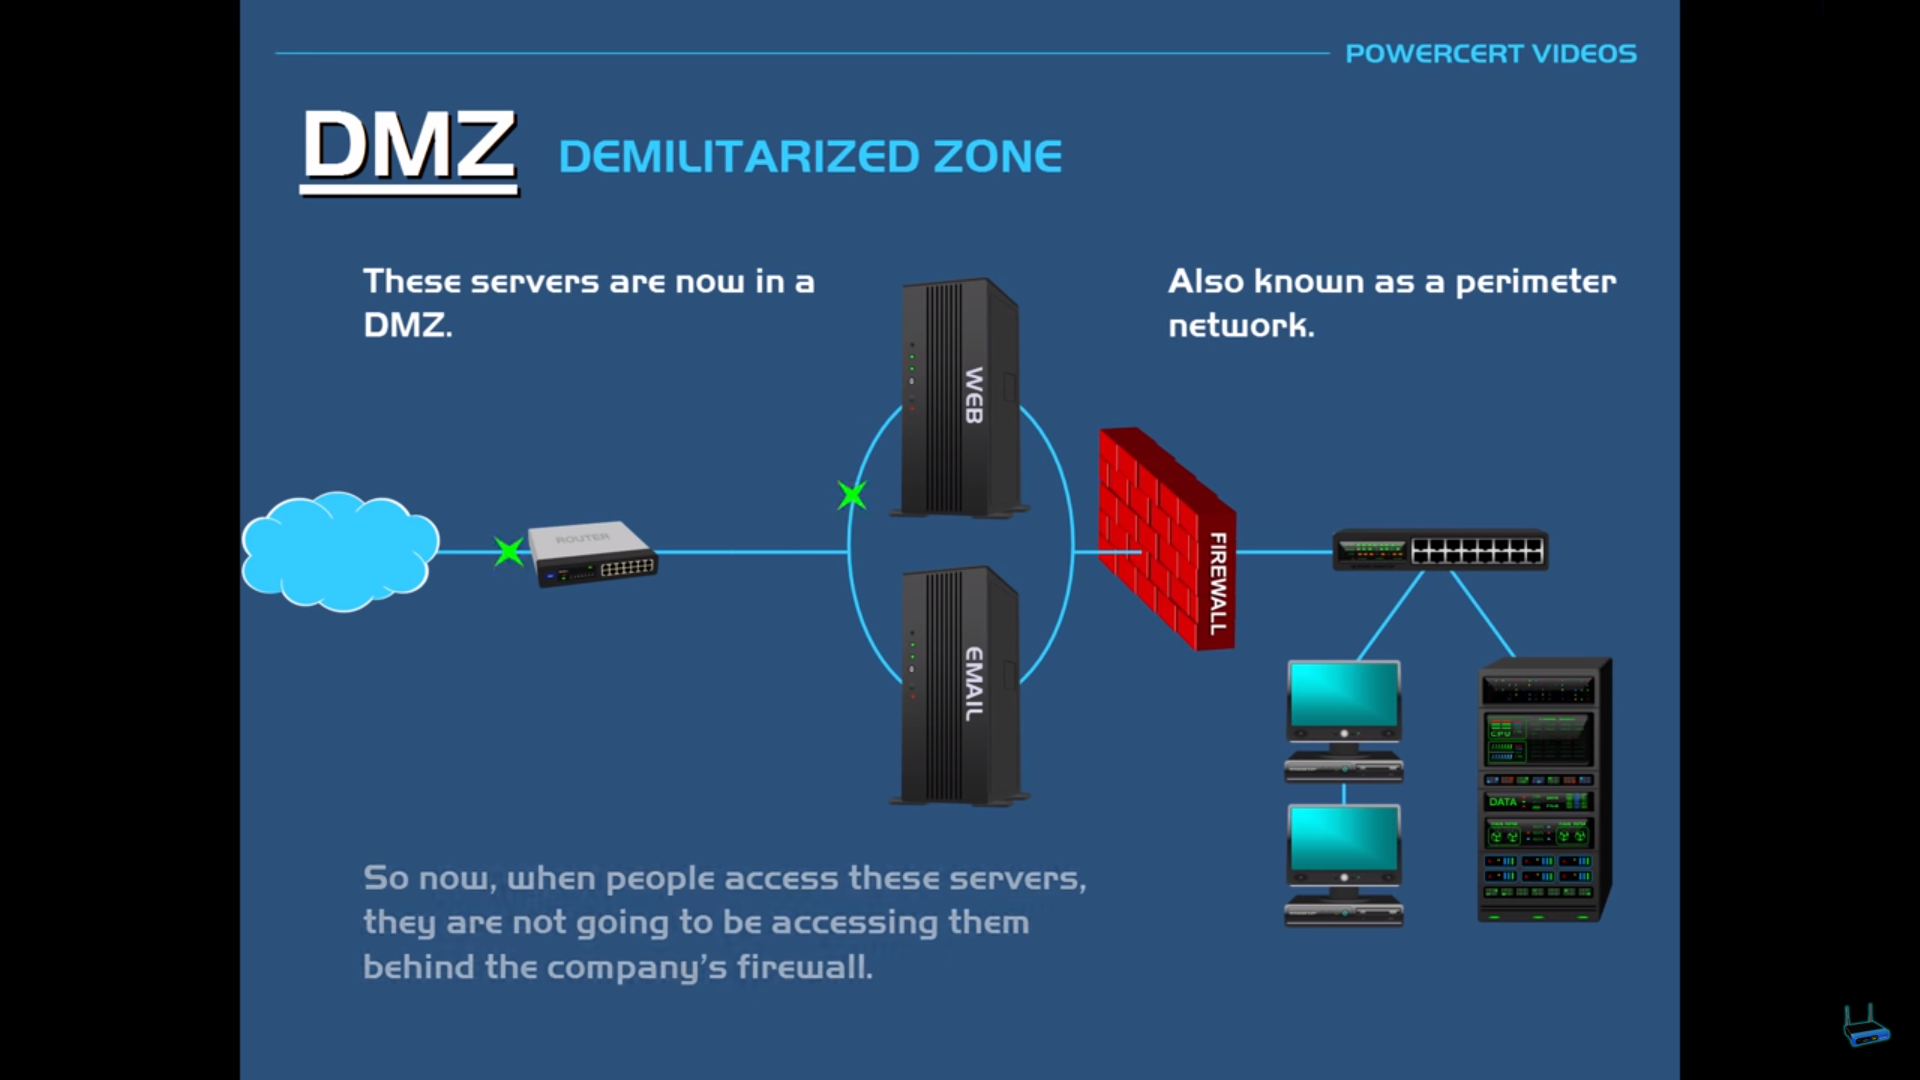 POWERCERT VIDEOS
DMZ DEMILITARIZED ZONE
These servers are now in a
DMZ.
Also known as a perimeter
network.
WEB
ROUTER
FIREWALL
EMAIL
CPU
DATA
So now, when people access these servers,
they are not going to be accessing them
behind the company's firewall.